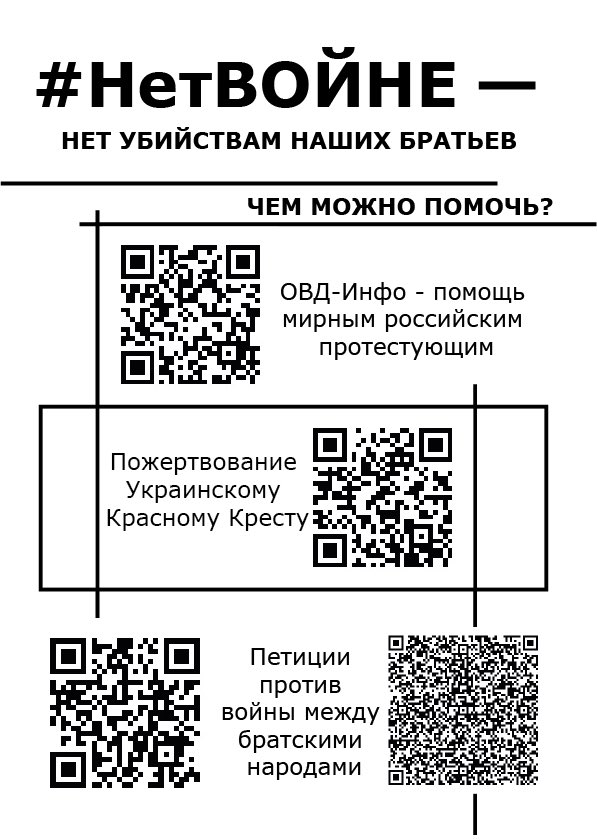 #НетВОЙНЕ —
НЕТ УБИЙСТВАМ НАШИХ БРАТЬЕВ
ЧЕМ МОЖНО ПОМОЧЬ?
ОВД-Инфо - помощь
мирным российским
протестующим
Пожертвование
Украинскому
Красному Кресту
Петиции
против
войны между
братскими
народами